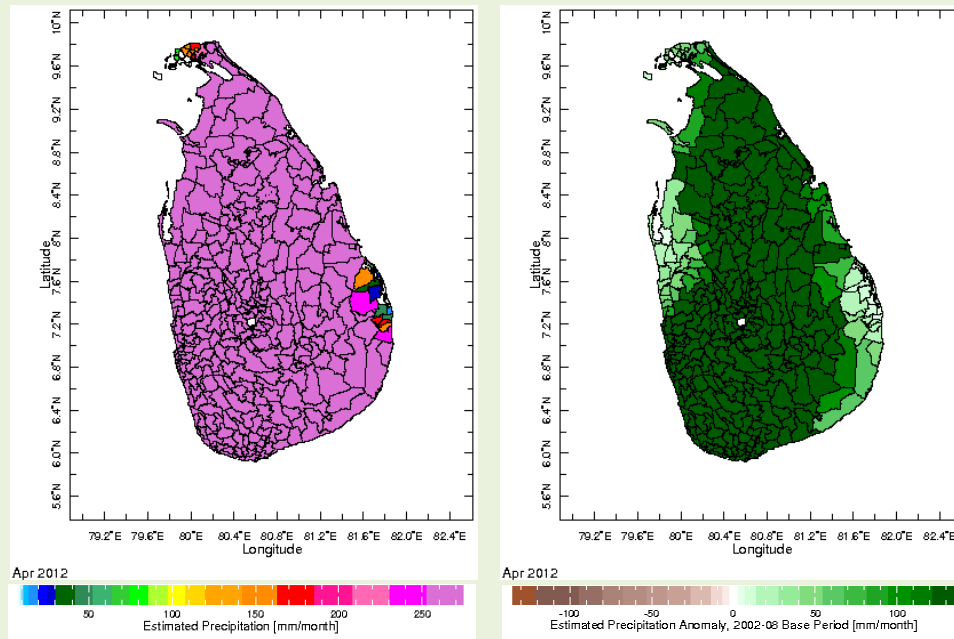 10°N
9.6°N
9.2°N
8.8°N
8.4°N
7.8°N
7.6°N
7.2°N
6.8°N
6.4°N
6.0°N
5.6°N
Latitude
79.2°E 79.6°E 80°E 80.4°E 80.8°E 81.2°E 81.6°E 82.0°E 82.4°E
Longitude
Apr 2012
50 100 150 200 250
Estimated Precipitation [mm/month]
10°N
9.6°N
9.2°N
8.8°N
8.4°N
7.8°N
7.6°N
7.2°N
6.8°N
6.4°N
6.0°N
5.6°N
Latitude
79.2°E 79.6°E 80°E 80.4°E 80.8°E 81.2°E 81.6°E 82.0°E 82.4°
Longitude
Apr 2012
-100 -50 0 50 100
Estimated Precipitation Anomaly, 2002-08 Base Period [mm/month]